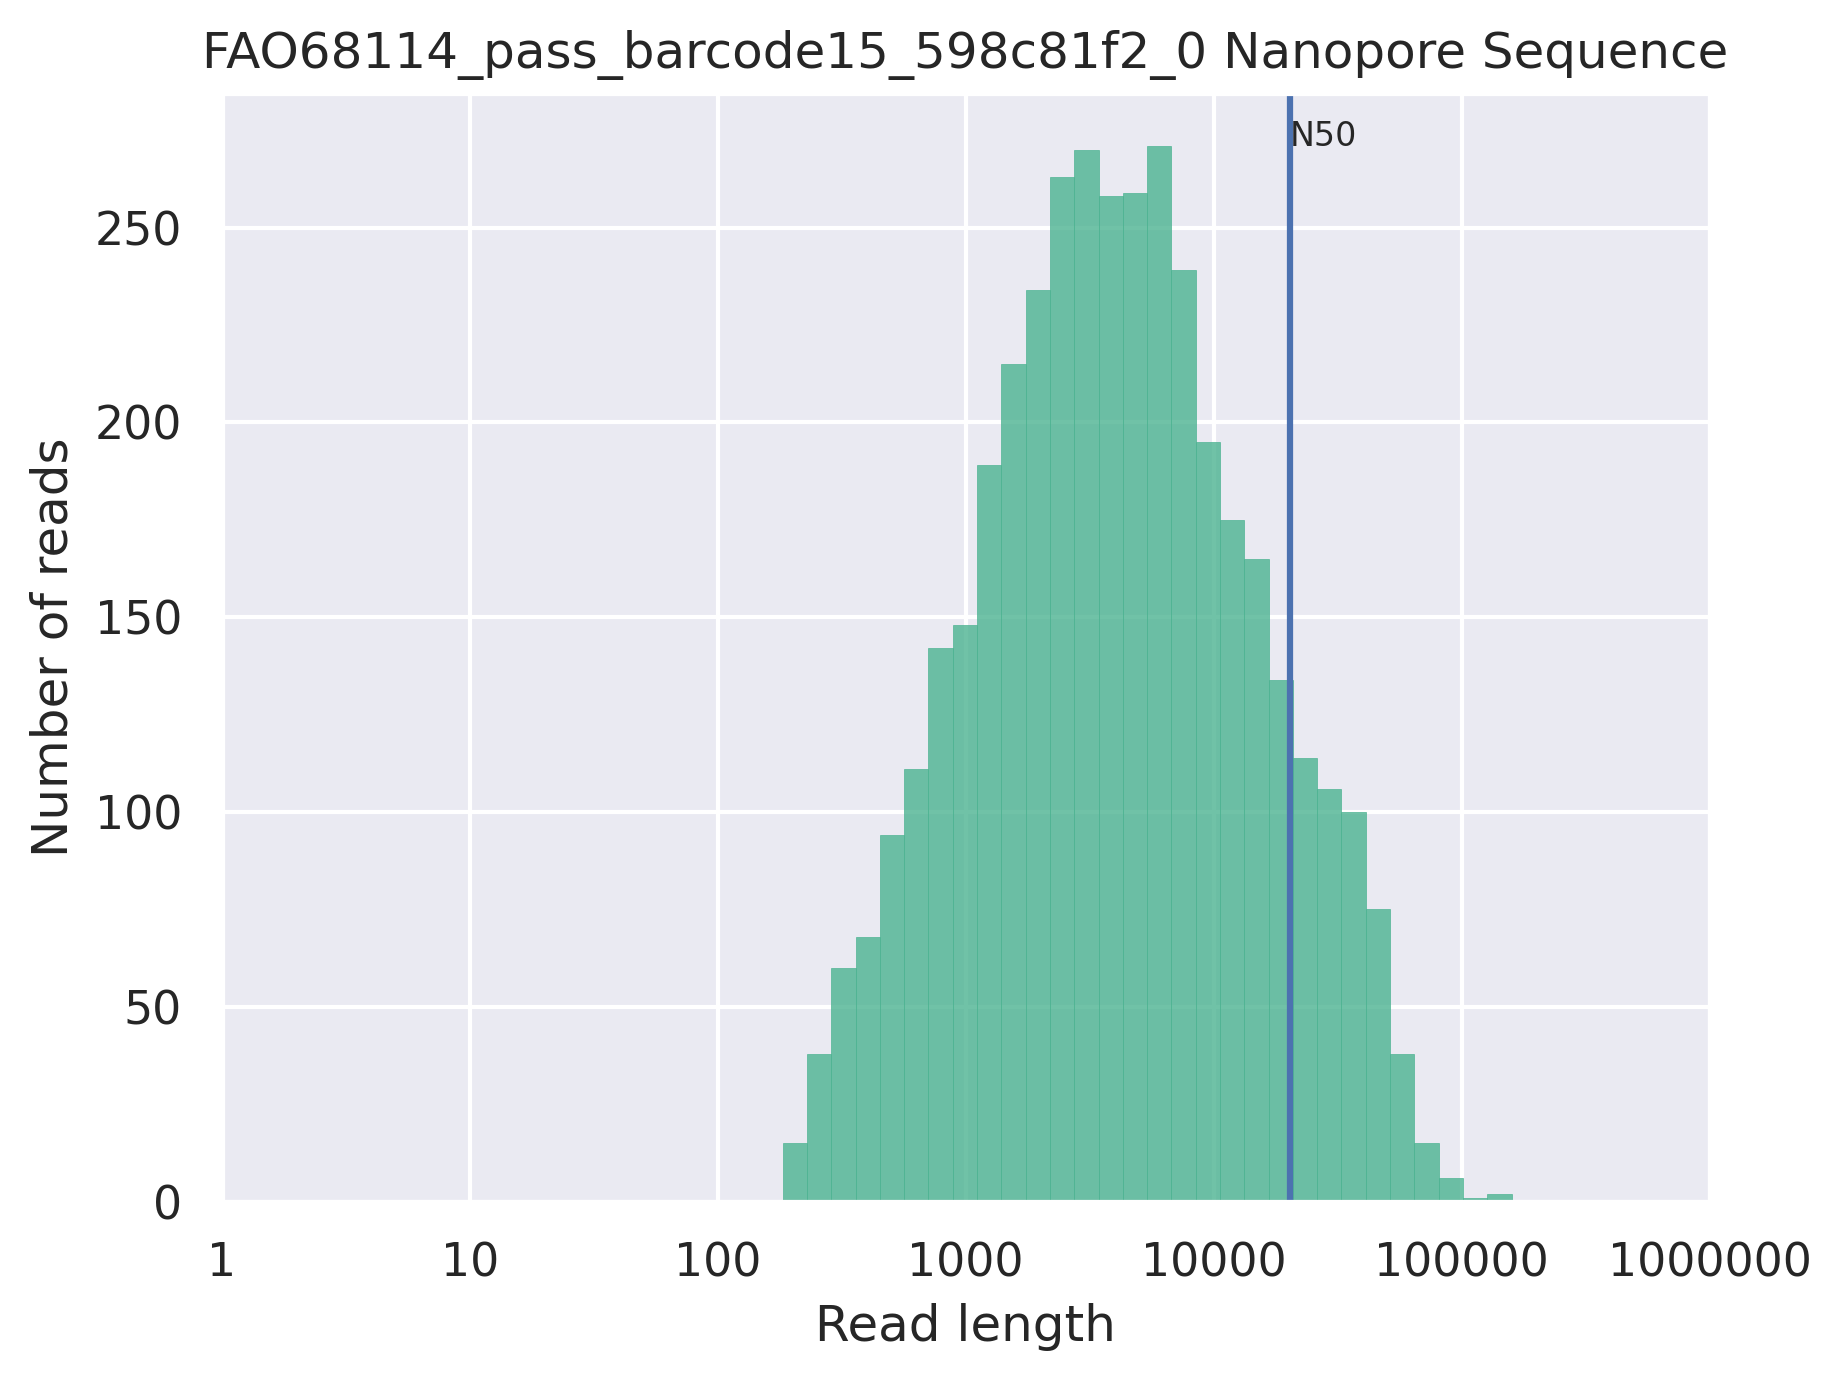 FAO68114_pass_barcode15_598c81f2_0 Nanopore Sequence
N50
Number of reads
250
200
150
100
50
0
1 10 100 1000 10000 100000 1000000
Read length